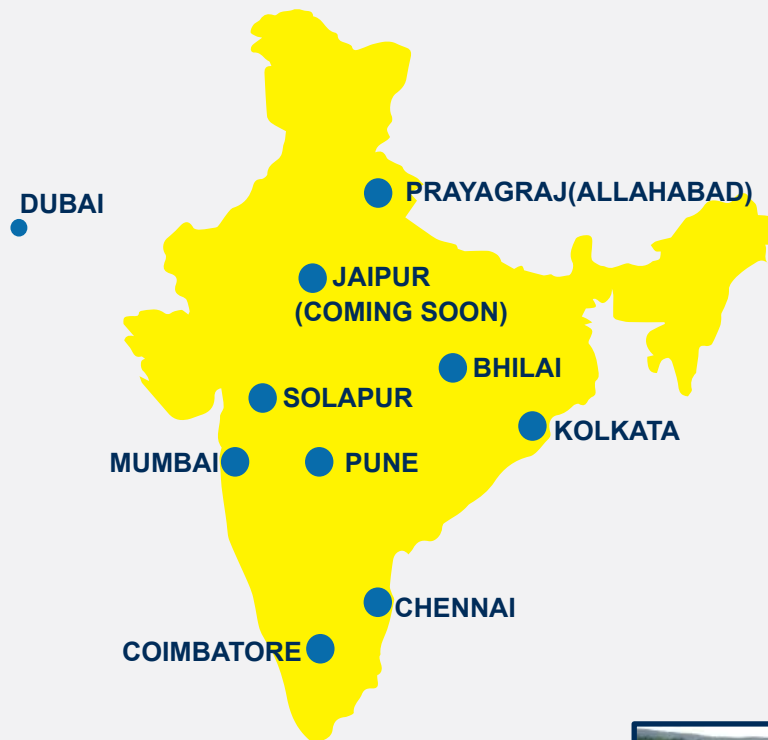 PRAYAGRAJ(ALLAHABAD)
DUBAI
JAIPUR
(COMING SOON)
BHILAI
SOLAPUR
KOLKATA
MUMBAI
PUNE
CHENNAI
COIMBATORE